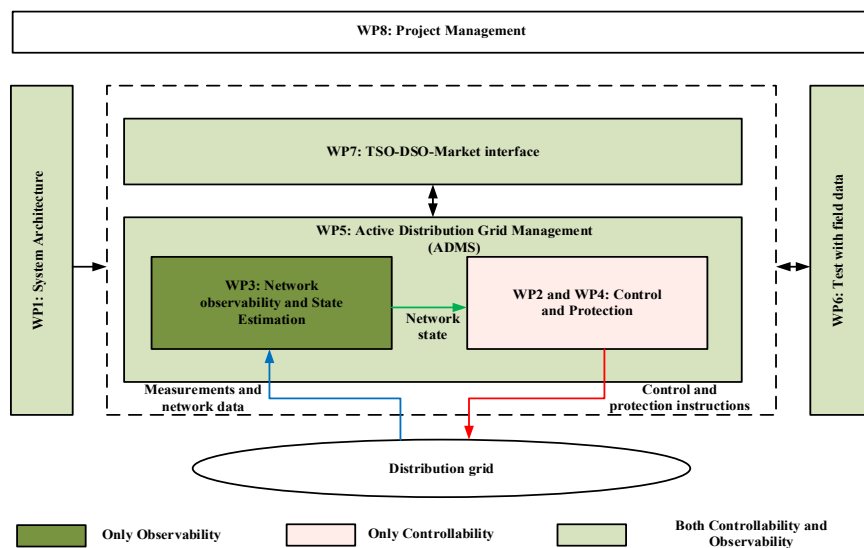 WP8: Project Management
WP1: System Architecture
WP7: TSO-DSO-Market interface
WP5: Active Distribution Grid Management
(ADMS)
WP3: Network
observability and State
Estimation
Network
state
WP2 and WP4: Control
and Protection
WP6: Test with field data
Measurements and
network data
Control and
protection instructions
Distribution grid
Only Observability
Only Controllability
Both Controllability and
Observability